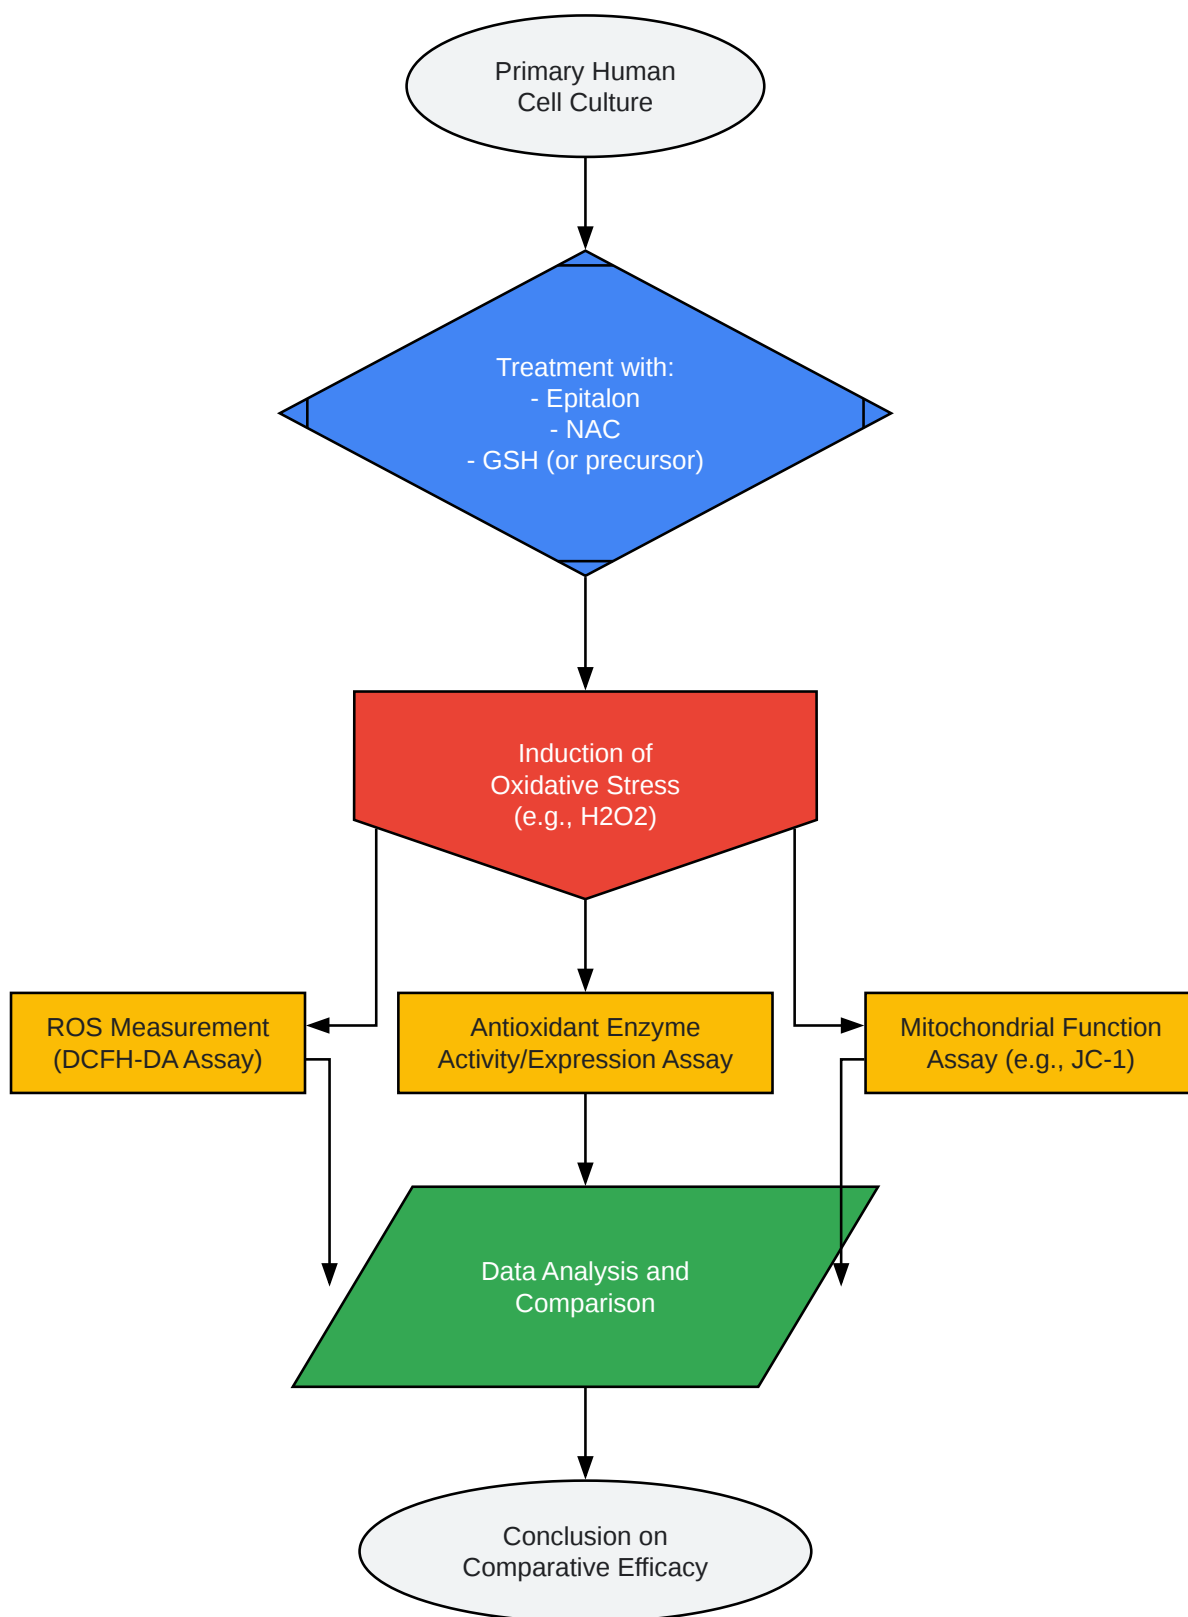 Primary Human
Cell Culture
Treatment with:
- Epitalon
- NAC
- GSH (or precursor)
Induction of
Oxidative Stress
(e.g., H2O2)
ROS Measurement
(DCFH-DA Assay)
Antioxidant Enzyme
Activity/Expression Assay
Mitochondrial Function
Assay (e.g., JC-1)
Data Analysis and
Comparison
Conclusion on
Comparative Efficacy